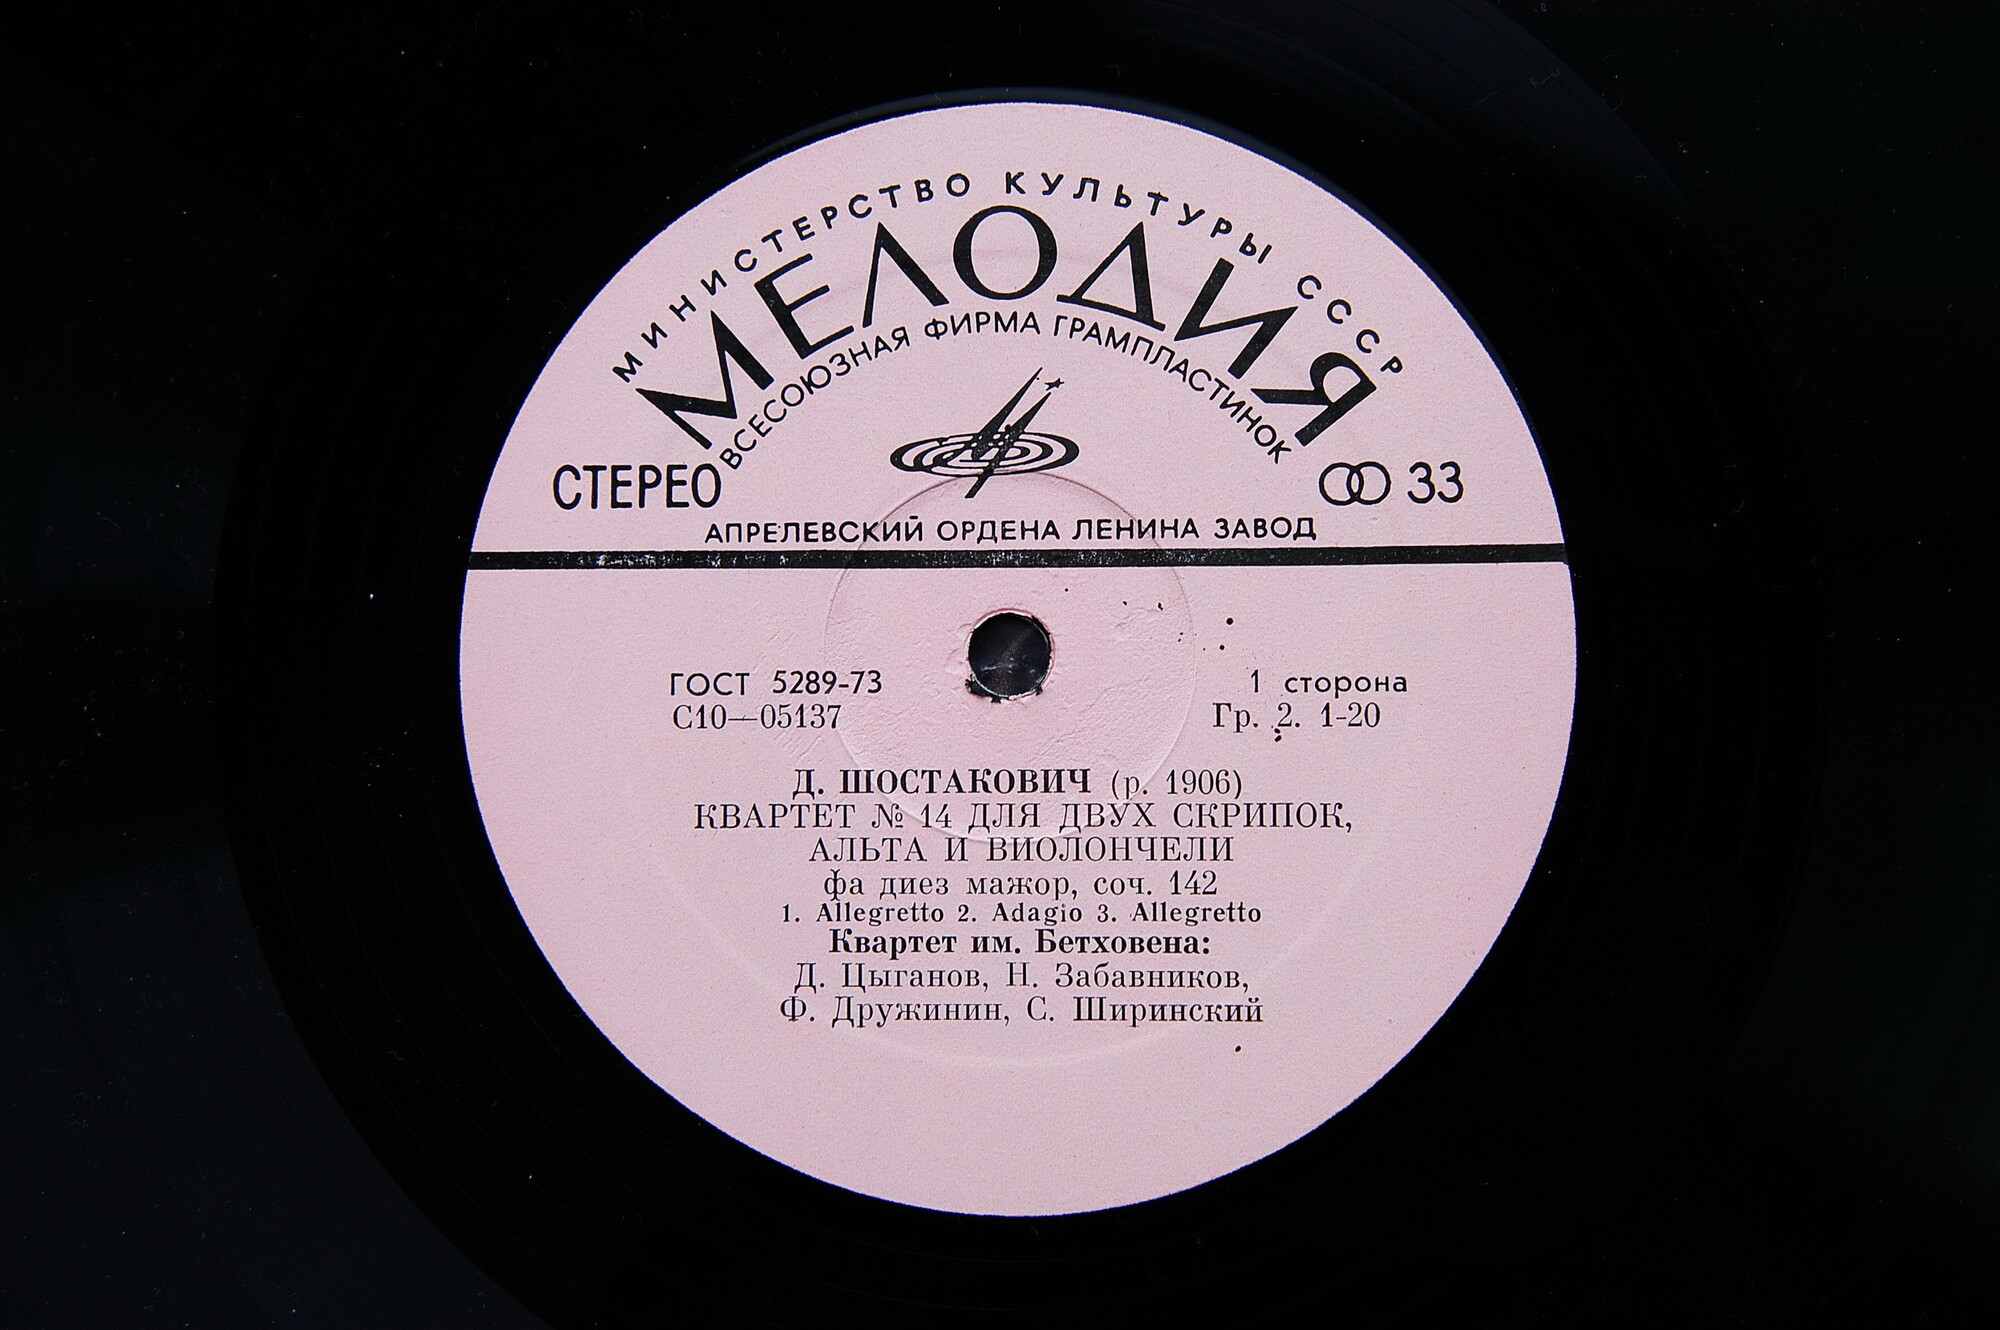 МИНИСТЕРСТВО КУЛЬТУРЫ СССР
МЕЛОДИЯ
ВСЕСОЮЗНАЯ ФИРМА ГРАМПЛАСТИНОК
СТЕРЕО 33
АПРЕЛЕВСКИЙ ОРДЕНА ЛЕНИНА ЗАВОД
ГОСТ 5289-73 1 сторона
С10—05137 Гр. 2. 1-20
Д. ШОСТАКОВИЧ (р. 1906)
КВАРТЕТ № 14 ДЛЯ ДВУХ СКРИПОК,
АЛЬТА И ВИОЛОНЧЕЛИ
фа диез мажор, соч. 142
1. Allegretto 2. Adagio 3. Allegretto
Квартет им. Бетховена:
Д. Цыганов, Н. Забавников,
Ф. Дружинин, С. Ширинский